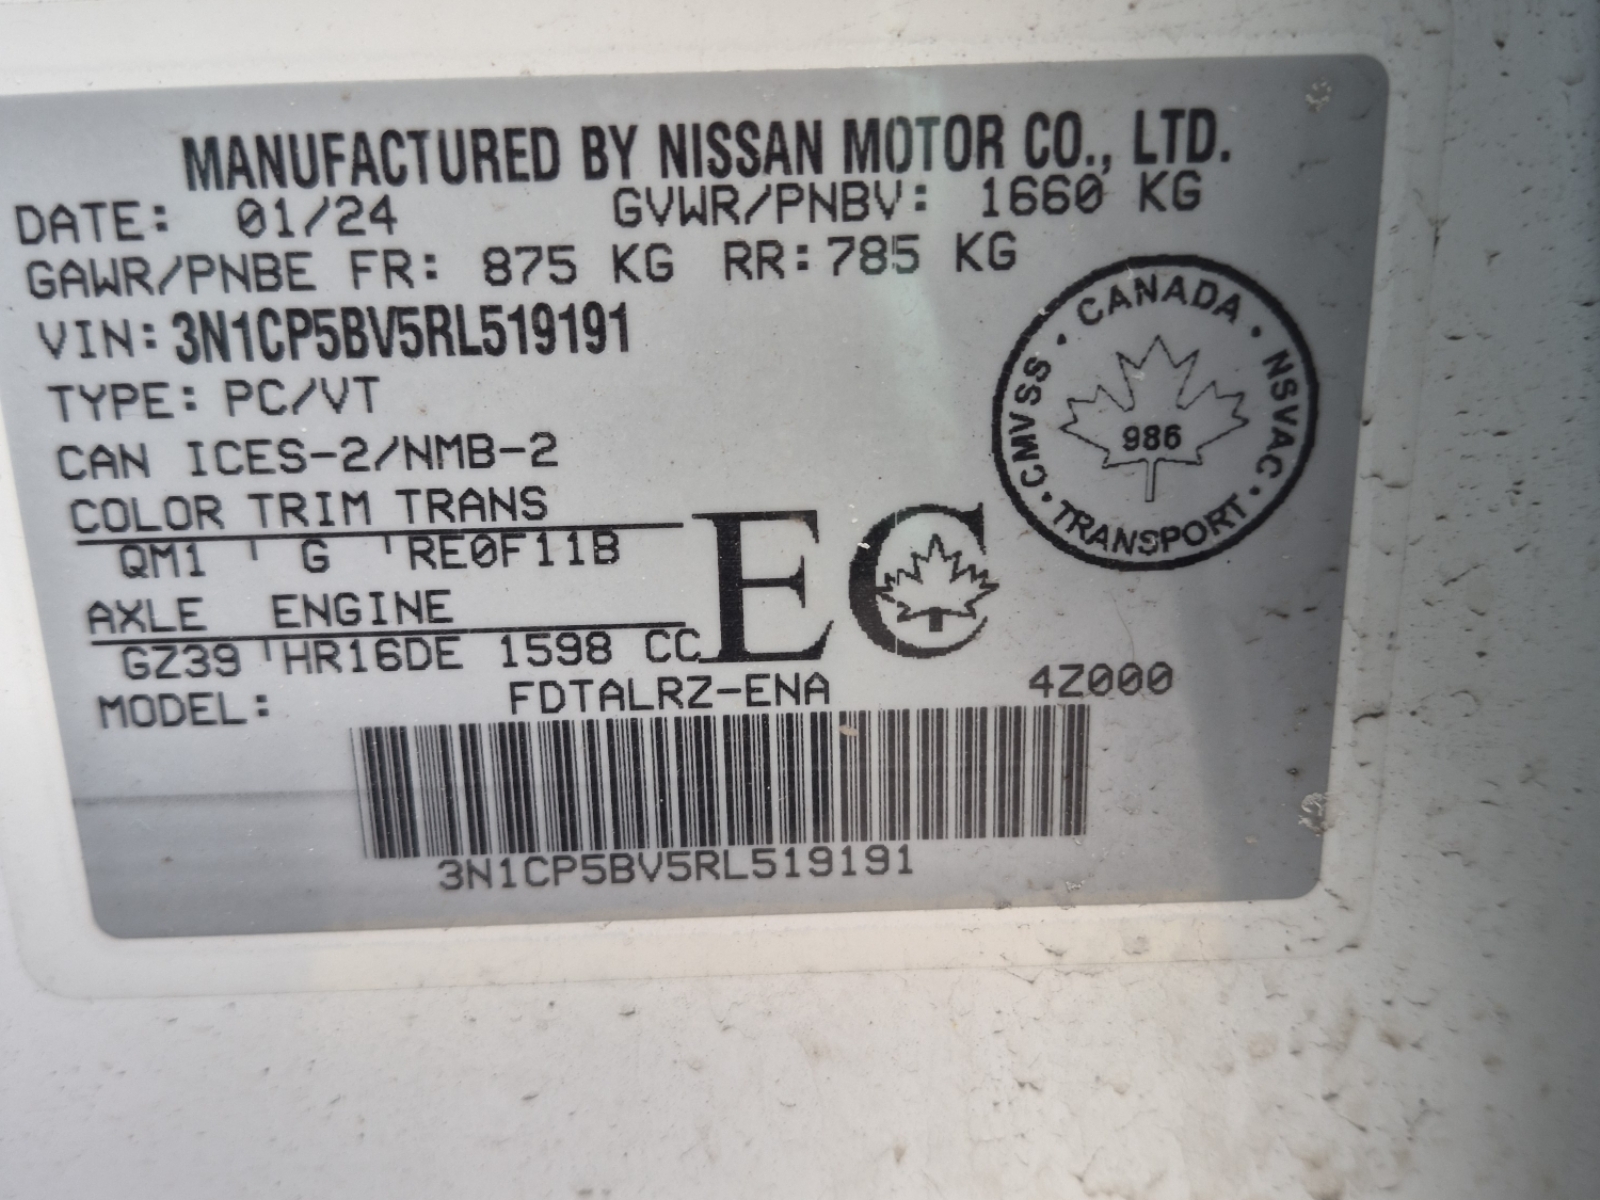 MANUFACTURED BY NISSAN MOTOR CO., LTD.
DATE: 01/24 GVWR/PNBV: 1660 KG
GAWR/PNBE FR: 875 KG RR: 785 KG
VIN: 3N1CP5BV5RL519191
TYPE: PC/VT
CAN ICES-2/NMB-2
COLOR TRIM TRANS
QM1 G RE0F11B
AXLE ENGINE
GZ39 HR16DE 1598 CC
EC
CANADA · NSVAC · TRANSPORT · CMVSS ·
986
MODEL: FDTALRZ-ENA 4Z000
3N1CP5BV5RL519191